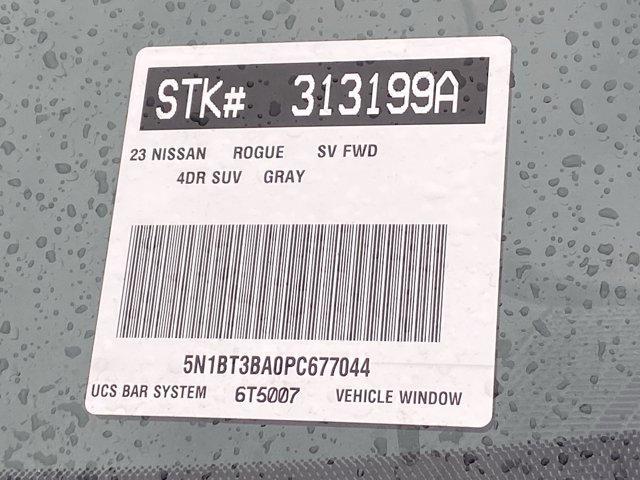 STK# 313199A
23 NISSAN ROGUE SV FWD
4DR SUV GRAY
5N1BT3BA0PC677044
UCS BAR SYSTEM 6T5007 VEHICLE WINDOW